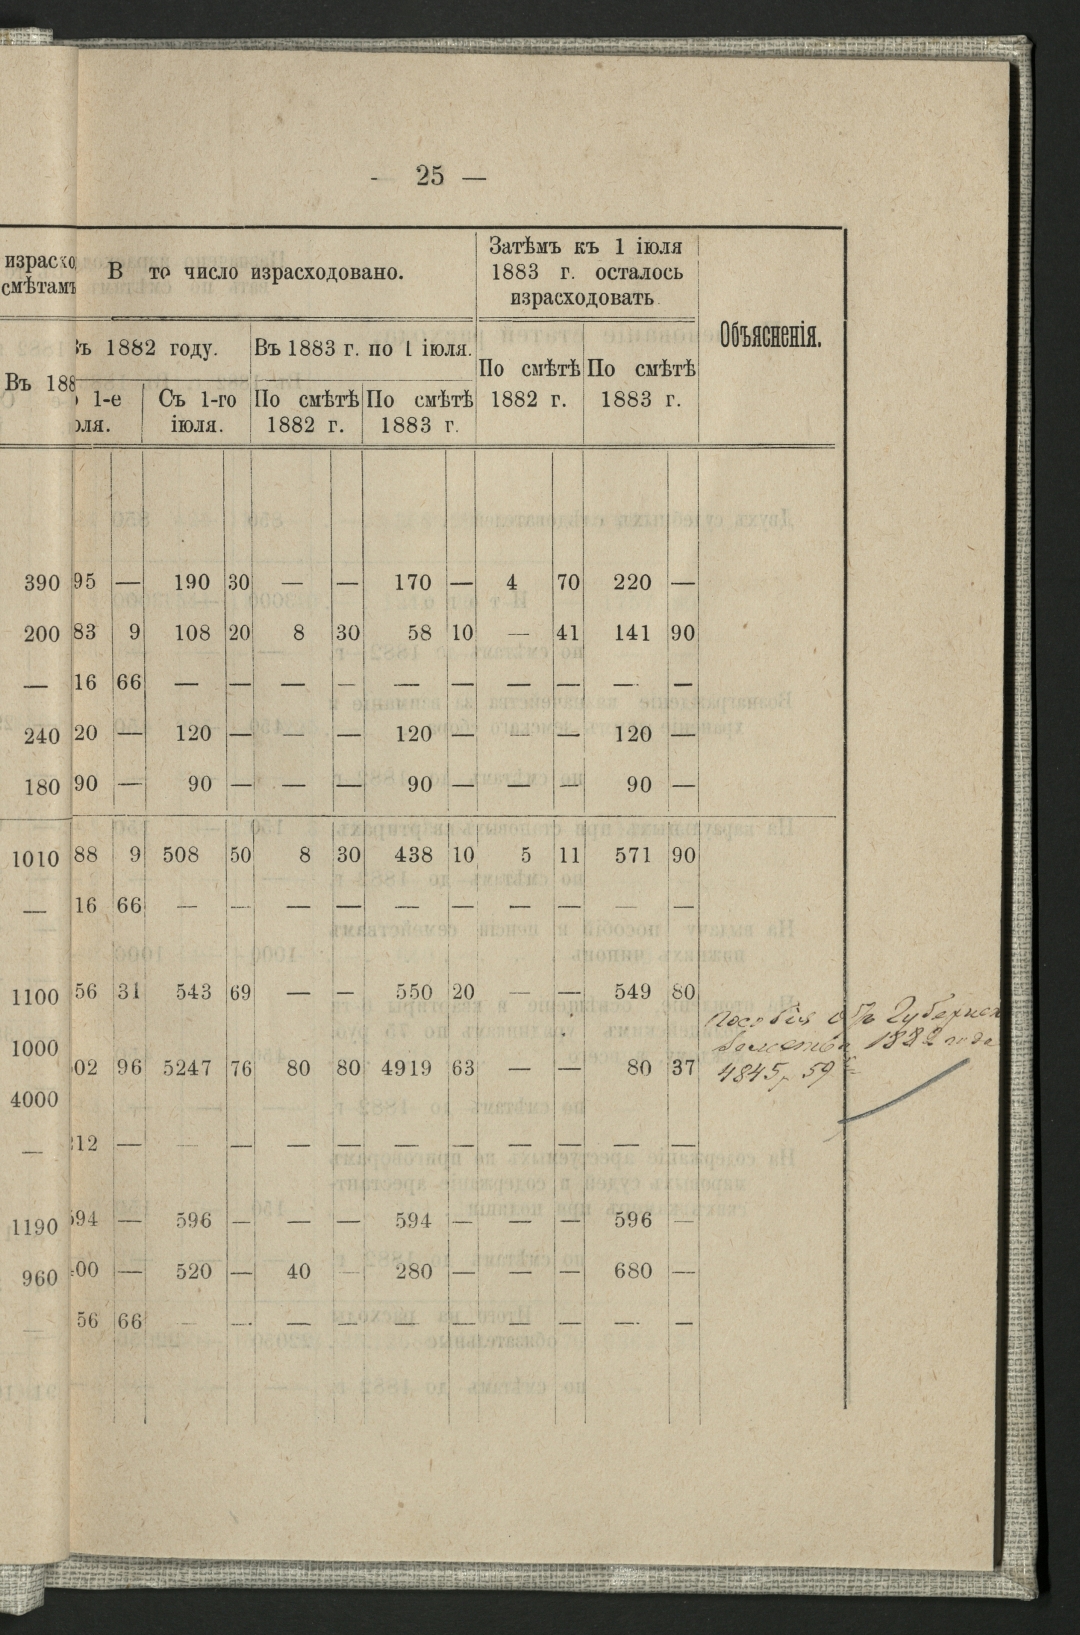 25 —
Затѣмъ къ 1 іюля
1883 г. осталось
израсходовать
В то число израсходовано.
смѣтамъ
Объясненія.
1882 году.
Въ 1883 г. по 1 іюля.
По смѣтѣ По смѣтѣ
1882 г. 1883 г.
Въ 188
1-е Съ 1-го По смѣтѣ По смѣтѣ
іюля. 1882 г. 1883 г.
390 95 — 190 30 — — 170 — 4 70 220 —
200 83 9 108 20 8 30 58 10 — 41 141 90
— 16 66 — — — — — — — — — —
240 20 — 120 — — — 120 — — — 120 —
180 90 — 90 — — — 90 — — — 90 —
1010 88 9 508 50 8 30 438 10 5 11 571 90
— 16 66 — — — — — — — — — —
1100 56 31 543 69 — — 550 20 — — 549 80
1000
02 96 5247 76 80 80 4919 63 — — 80 37
4000
— 12 — — — — — — — — — — —
1190 94 — 596 — — — 594 — — — 596 —
960 00 — 520 — 40 — 280 — — — 680 —
— 56 66 — — — — — — — — — —
1882 года
4845 р. 59